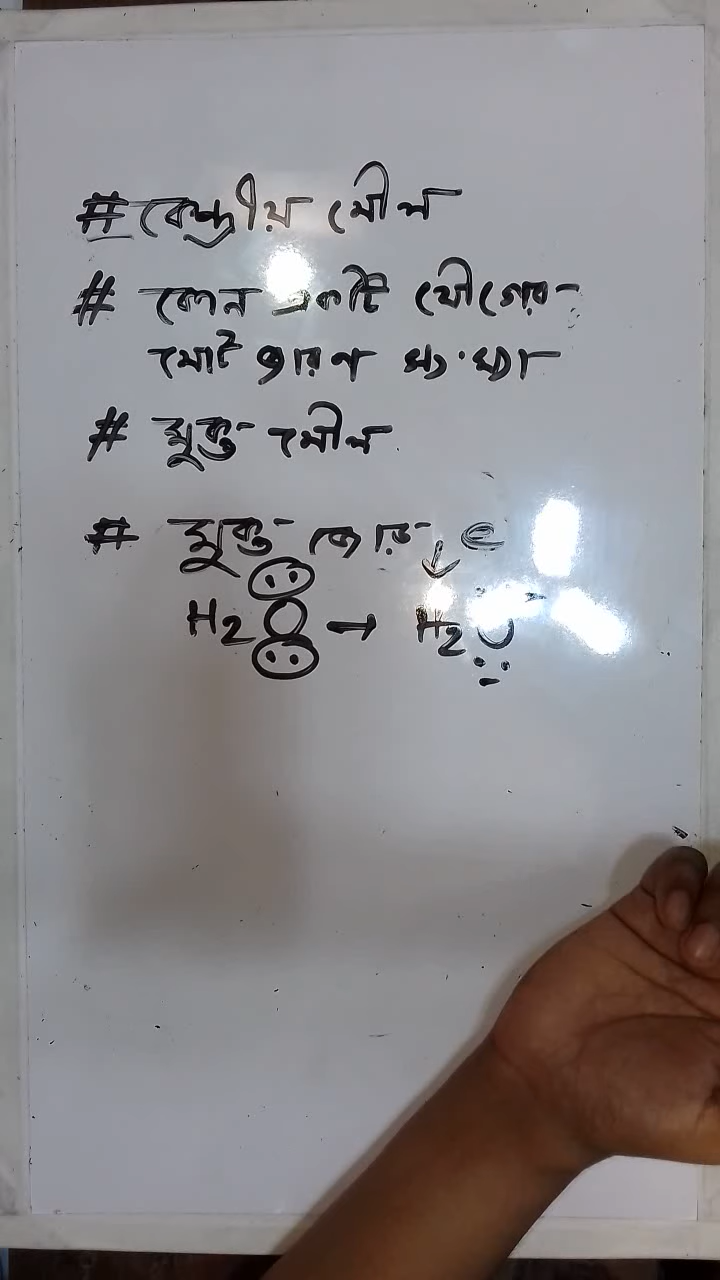 # কেন্দ্রীয় মৌল
# কোন একটি যৌগের
মোট জারণ সংখ্যা
# মুক্ত মৌল
# মুক্ত জোড় e
H2O → H2O